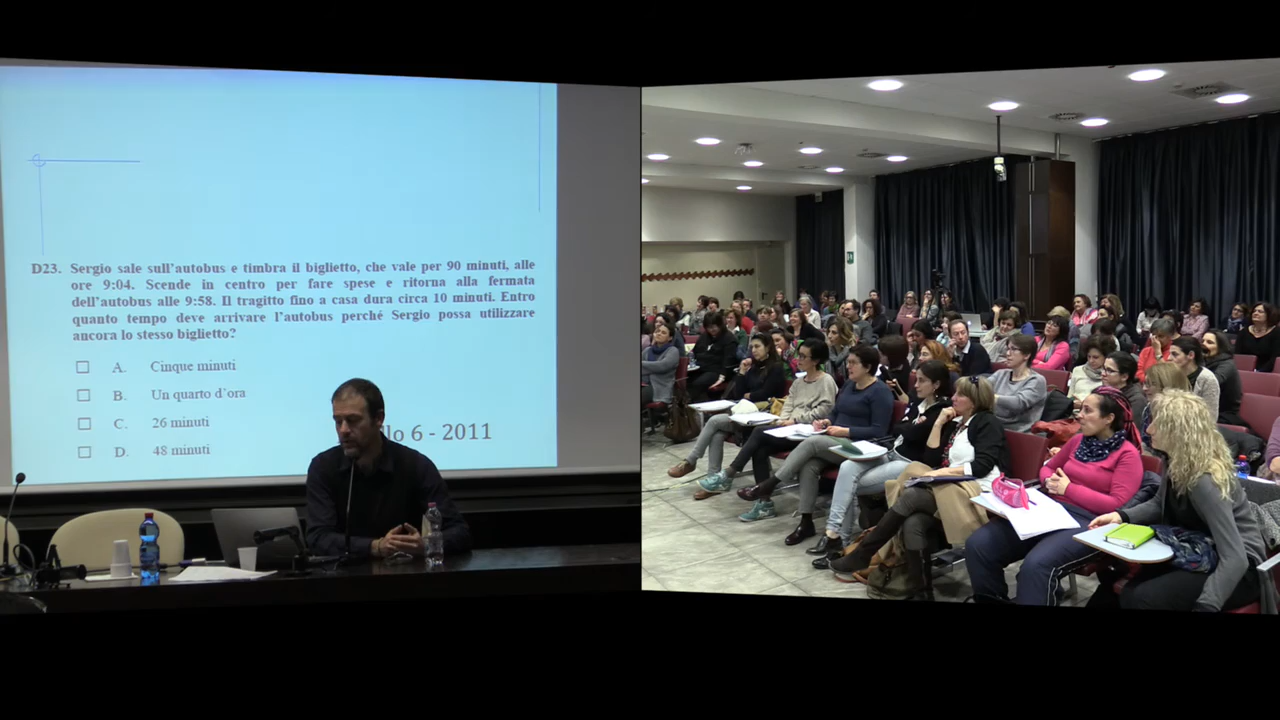 D23. Sergio sale sull'autobus e timbra il biglietto, che vale per 90 minuti, alle
ore 9:04. Scende in centro per fare spese e ritorna alla fermata
dell'autobus alle 9:58. Il tragitto fino a casa dura circa 10 minuti. Entro
quanto tempo deve arrivare l'autobus perché Sergio possa utilizzare
ancora lo stesso biglietto?
A. Cinque minuti
B. Un quarto d'ora
C. 26 minuti
D. 48 minuti
llo 6 - 2011